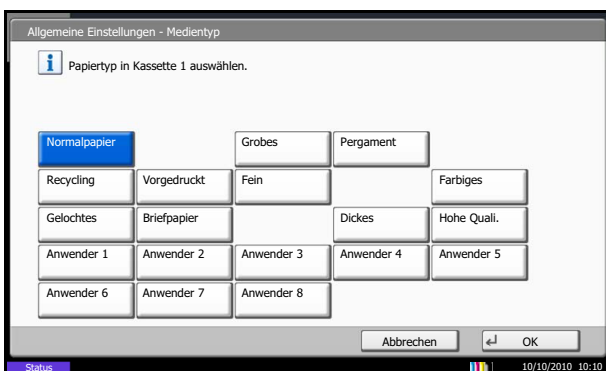 Allgemeine Einstellungen - Medientyp
Papiertyp in Kassette 1 auswählen.
Normalpapier Grobes Pergament
Recycling Vorgedruckt Fein Farbiges
Gelochtes Briefpapier Dickes Hohe Quali.
Anwender 1 Anwender 2 Anwender 3 Anwender 4 Anwender 5
Anwender 6 Anwender 7 Anwender 8
Abbrechen OK
Status 10/10/2010 10:10